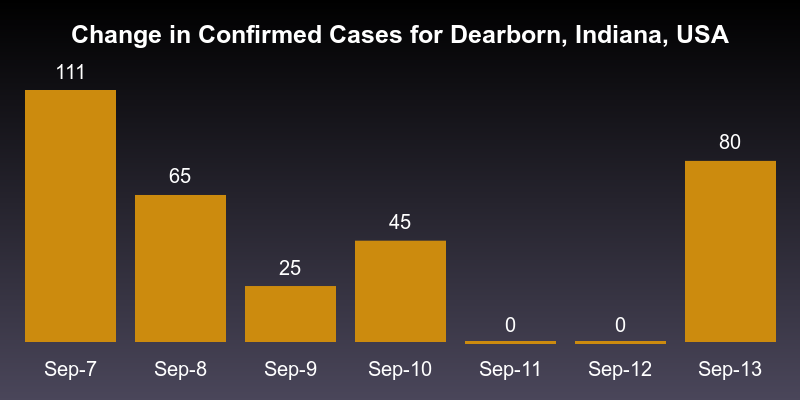 Change in Confirmed Cases for Dearborn, Indiana, USA
111
65
25
45
0
0
80
Sep-7
Sep-8
Sep-9
Sep-10
Sep-11
Sep-12
Sep-13